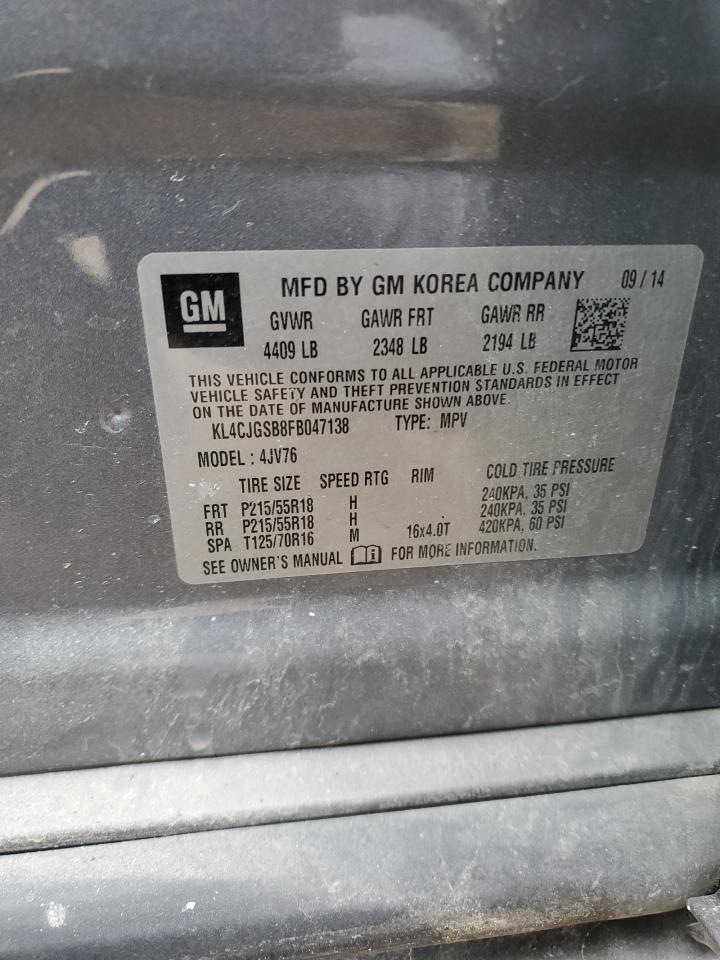 GM
MFD BY GM KOREA COMPANY 09 / 14
GVWR GAWR FRT GAWR RR
4409 LB 2348 LB 2194 LB
THIS VEHICLE CONFORMS TO ALL APPLICABLE U.S. FEDERAL MOTOR
VEHICLE SAFETY AND THEFT PREVENTION STANDARDS IN EFFECT
ON THE DATE OF MANUFACTURE SHOWN ABOVE.
KL4CJGSB8FB047138 TYPE: MPV
MODEL : 4JV76
TIRE SIZE SPEED RTG RIM COLD TIRE PRESSURE
FRT P215/55R18 H 240KPA, 35 PSI
RR P215/55R18 H 240KPA, 35 PSI
SPA T125/70R16 M 16x4.0T 420KPA, 60 PSI
SEE OWNER'S MANUAL FOR MORE INFORMATION.